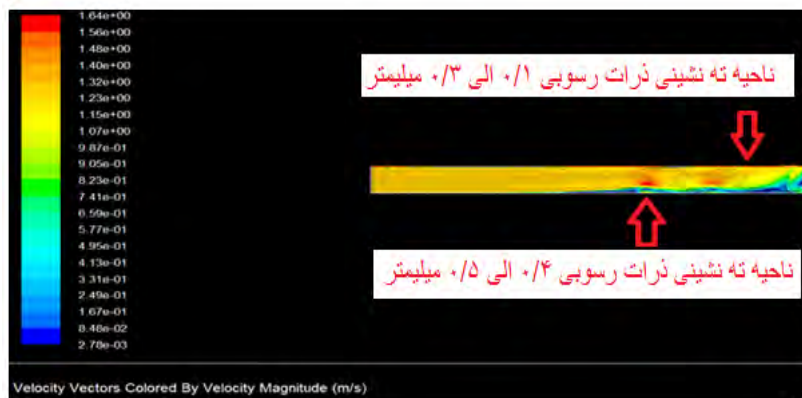 1.64e+00
1.56e+00
1.48e+00
1.40e+00
1.32e+00
1.24e+00
1.15e+00
1.07e+00
9.87e-01
9.05e-01
8.23e-01
7.41e-01
6.59e-01
5.77e-01
4.95e-01
4.13e-01
3.31e-01
2.49e-01
1.67e-01
8.48e-02
2.78e-03
ناحیه ته نشینی ذرات رسوبی ۰/۱ الی ۰/۳ میلیمتر
ناحیه ته نشینی ذرات رسوبی ۰/۴ الی ۰/۵ میلیمتر
Velocity Vectors Colored By Velocity Magnitude (m/s)